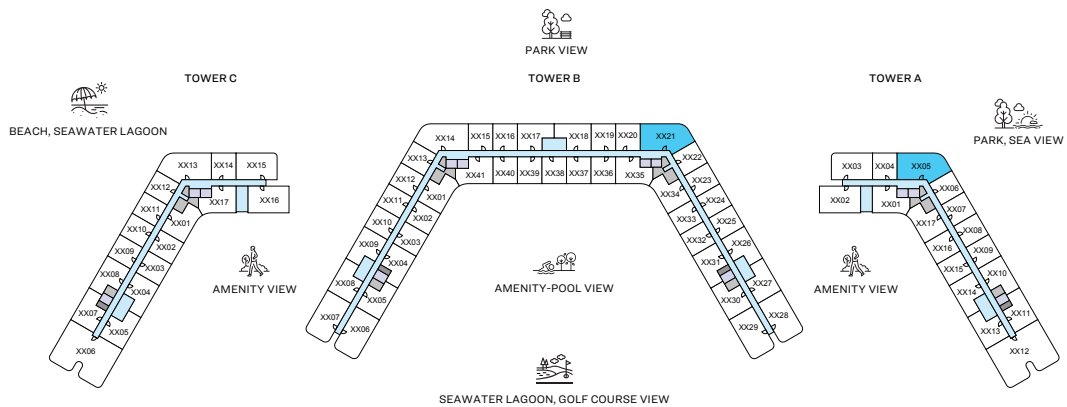 PARK VIEW
TOWER C
TOWER B
TOWER A
BEACH, SEAWATER LAGOON
PARK, SEA VIEW
XX13
XX14
XX15
XX12
XX11
XX10
XX09
XX08
XX07
XX06
XX05
XX04
XX03
XX02
XX01
XX17
XX16
AMENITY VIEW
XX14
XX15
XX16
XX17
XX18
XX19
XX20
XX21
XX13
XX12
XX11
XX10
XX09
XX08
XX07
XX06
XX05
XX04
XX03
XX02
XX01
XX41
XX40
XX39
XX38
XX37
XX36
XX35
XX22
XX23
XX24
XX25
XX26
XX27
XX28
XX29
XX30
XX31
XX32
XX33
XX34
AMENITY-POOL VIEW
AMENITY VIEW
XX03
XX04
XX05
XX02
XX01
XX06
XX07
XX08
XX09
XX10
XX11
XX12
XX13
XX14
XX15
XX16
XX17
SEAWATER LAGOON, GOLF COURSE VIEW